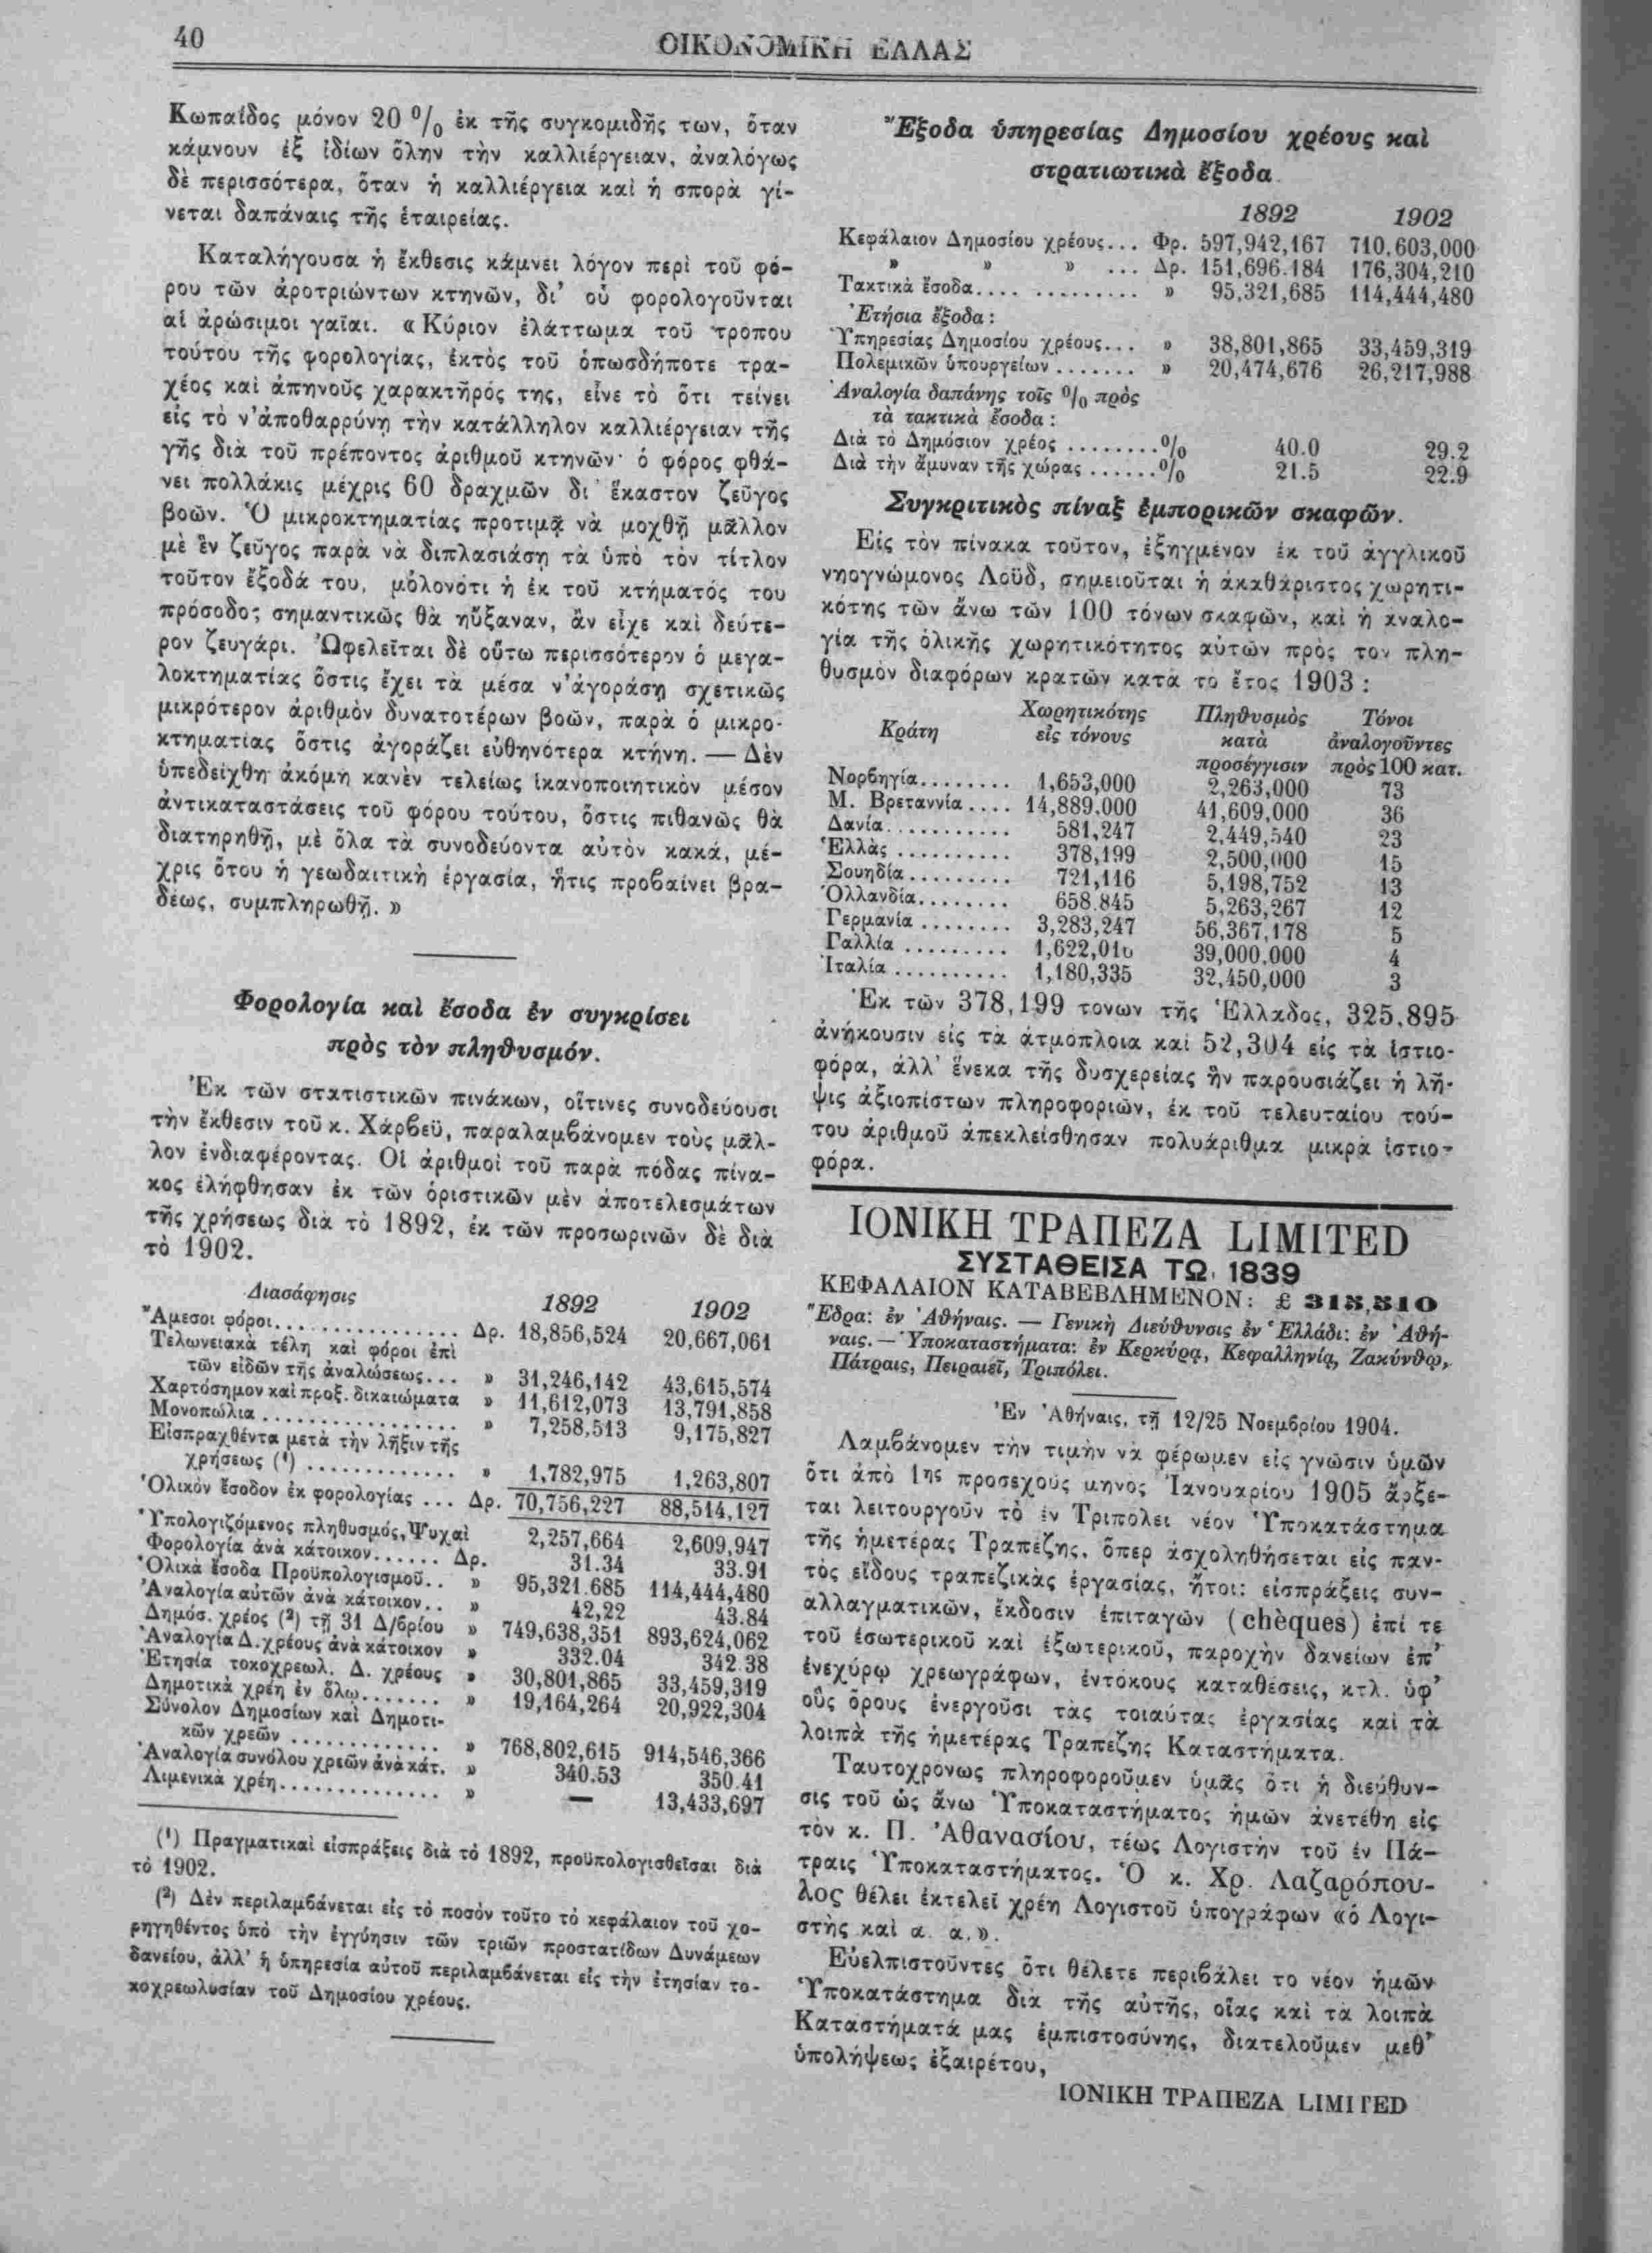 40
ΟΙΚΟΝΟΜΙΚΗ ΕΛΛΑΣ
Κωπαΐδος μόνον 20 % ἐκ τῆς συγκομιδῆς των, ὅταν
κάμνουν ἐξ ἰδίων ὅλην τὴν καλλιέργειαν, ἀναλόγως
δὲ περισσότερα, ὅταν ἡ καλλιέργεια καὶ ἡ σπορὰ γί-
νεται δαπάναις τῆς ἑταιρείας.
Καταλήγουσα ἡ ἔκθεσις κάμνει λόγον περὶ τοῦ φό-
ρου τῶν ἀροτριώντων κτηνῶν, δι' οὗ φορολογοῦνται
αἱ ἀρώσιμοι γαῖαι. «Κύριον ἐλάττωμα τοῦ τρόπου
τούτου τῆς φορολογίας, ἐκτὸς τοῦ ὁπωσδήποτε τρα-
χέος καὶ ἀπηνοῦς χαρακτῆρός της, εἶνε τὸ ὅτι τείνει
εἰς τὸ ν'ἀποθαρρύνῃ τὴν κατάλληλον καλλιέργειαν τῆς
γῆς διὰ τοῦ πρέποντος ἀριθμοῦ κτηνῶν· ὁ φόρος φθά-
νει πολλάκις μέχρις 60 δραχμῶν δι' ἕκαστον ζεῦγος
βοῶν. Ὁ μικροκτηματίας προτιμᾷ νὰ μοχθῇ μᾶλλον
μὲ ἓν ζεῦγος παρὰ νὰ διπλασιάσῃ τὰ ὑπὸ τὸν τίτλον
τοῦτον ἔξοδά του, μόλονότι ἡ ἐκ τοῦ κτήματός του
πρόσοδος σημαντικῶς θὰ ηὔξαναν, ἂν εἶχε καὶ δεύτε-
ρον ζευγάρι. Ὠφελεῖται δὲ οὕτω περισσότερον ὁ μεγα-
λοκτηματίας ὅστις ἔχει τὰ μέσα ν'ἀγοράσῃ σχετικῶς
μικρότερον ἀριθμὸν δυνατοτέρων βοῶν, παρὰ ὁ μικρο-
κτηματίας ὅστις ἀγοράζει εὐθηνότερα κτήνη. — Δὲν
ὑπεδείχθη ἀκόμη κανὲν τελείως ἱκανοποιητικὸν μέσον
ἀντικαταστάσεις τοῦ φόρου τούτου, ὅστις πιθανῶς θὰ
διατηρηθῇ, μὲ ὅλα τὰ συνοδεύοντα αὐτὸν κακά, μέ-
χρις ὅτου ἡ γεωδαιτικὴ ἐργασία, ἥτις προβαίνει βρα-
δέως, συμπληρωθῇ.»
Φορολογία καὶ ἔσοδα ἐν συγκρίσει
πρὸς τὸν πληθυσμόν.
Ἐκ τῶν στατιστικῶν πινάκων, οἵτινες συνοδεύουσι
τὴν ἔκθεσιν τοῦ κ. Χάρβεϋ, παραλαμβάνομεν τοὺς μᾶλ-
λον ἐνδιαφέροντας. Οἱ ἀριθμοὶ τοῦ παρὰ πόδας πίνα-
κος ἐλήφθησαν ἐκ τῶν ὁριστικῶν μὲν ἀποτελεσμάτων
τῆς χρήσεως διὰ τὸ 1892, ἐκ τῶν προσωρινῶν δὲ διὰ
τὸ 1902.
Διασάφησις 1892 1902
Ἄμεσοι φόροι................ Δρ. 18,856,524 20,667,061
Τελωνειακὰ τέλη καὶ φόροι ἐπὶ
τῶν εἰδῶν τῆς ἀναλώσεως... » 31,246,142 43,615,574
Χαρτόσημον καὶ προξ. δικαιώματα » 11,612,073 13,791,858
Μονοπώλια ................ » 7,258,513 9,175,827
Εἰσπραχθέντα μετὰ τὴν λῆξιν τῆς
χρήσεως (¹) ............. » 1,782,975 1,263,807
Ὁλικὸν ἔσοδον ἐκ φορολογίας ... Δρ. 70,756,227 88,514,127
Ὑπολογιζόμενος πληθυσμός, Ψυχαὶ 2,257,664 2,609,947
Φορολογία ἀνὰ κάτοικον...... Δρ. 31.34 33.91
Ὁλικὰ ἔσοδα Προϋπολογισμοῦ.. » 95,321.685 114,444,480
Ἀναλογία αὐτῶν ἀνὰ κάτοικον.. » 42,22 43.84
Δημόσ. χρέος (²) τῇ 31 Δ/βρίου » 749,638,351 893,624,062
Ἀναλογία Δ. χρέους ἀνὰ κάτοικον » 332.04 342.38
Ἐτησία τοκοχρεωλ. Δ. χρέους » 30,801,865 33,459,319
Δημοτικὰ χρέη ἐν ὅλῳ....... » 19,164,264 20,922,304
Σύνολον Δημοσίων καὶ Δημοτι-
κῶν χρεῶν .............. » 768,802,615 914,546,366
Ἀναλογία συνόλου χρεῶν ἀνὰ κάτ. » 340.53 350.41
Λιμενικὰ χρέη.............. » — 13,433,697
(¹) Πραγματικαὶ εἰσπράξεις διὰ τὸ 1892, προϋπολογισθεῖσαι διὰ
τὸ 1902.
(²) Δὲν περιλαμβάνεται εἰς τὸ ποσὸν τοῦτο τὸ κεφάλαιον τοῦ χο-
ρηγηθέντος ὑπὸ τὴν ἐγγύησιν τῶν τριῶν προστατίδων Δυνάμεων
δανείου, ἀλλ' ἡ ὑπηρεσία αὐτοῦ περιλαμβάνεται εἰς τὴν ἐτησίαν το-
κοχρεωλυσίαν τοῦ Δημοσίου χρέους.
Ἔξοδα ὑπηρεσίας Δημοσίου χρέους καὶ
στρατιωτικὰ ἔξοδα.
1892 1902
Κεφάλαιον Δημοσίου χρέους... Φρ. 597,942,167 710,603,000
» » » ... Δρ. 151,696.184 176,304,210
Τακτικὰ ἔσοδα.... .......... » 95,321,685 114,444,480
Ἐτήσια ἔξοδα :
Ὑπηρεσίας Δημοσίου χρέους... » 38,801,865 33,459,319
Πολεμικῶν ὑπουργείων ....... » 20,474,676 26,217,988
Ἀναλογία δαπάνης τοῖς % πρὸς
τὰ τακτικὰ ἔσοδα :
Διὰ τὸ Δημόσιον χρέος ........% 40.0 29.2
Διὰ τὴν ἄμυναν τῆς χώρας ......% 21.5 22.9
Συγκριτικὸς πίναξ ἐμπορικῶν σκαφῶν.
Εἰς τὸν πίνακα τοῦτον, ἐξηγμένον ἐκ τοῦ ἀγγλικοῦ
νηογνώμονος Λοΰδ, σημειοῦται ἡ ἀκαθάριστος χωρητι-
κότης τῶν ἄνω τῶν 100 τόνων σκαφῶν, καὶ ἡ ἀναλο-
γία τῆς ὁλικῆς χωρητικότητος αὐτῶν πρὸς τὸν πλη-
θυσμὸν διαφόρων κρατῶν κατὰ τὸ ἔτος 1903 :
Κράτη Χωρητικότης εἰς τόνους Πληθυσμὸς κατὰ προσέγγισιν Τόνοι ἀναλογοῦντες πρὸς 100 κατ.
Νορβηγία........ 1,653,000 2,263,000 73
Μ. Βρεταννία.... 14,889.000 41,609,000 36
Δανία........... 581,247 2,449,540 23
Ἑλλὰς .......... 378,199 2,500,000 15
Σουηδία......... 721,116 5,198,752 13
Ὁλλανδία........ 658.845 5,263,267 12
Γερμανία ........ 3,283,247 56,367,178 5
Γαλλία ......... 1,622,016 39,000,000 4
Ἰταλία .......... 1,180,335 32,450,000 3
Ἐκ τῶν 378,199 τόνων τῆς Ἑλλάδος, 325.895
ἀνήκουσιν εἰς τὰ ἀτμόπλοια καὶ 52,304 εἰς τὰ ἱστιο-
φόρα, ἀλλ' ἕνεκα τῆς δυσχερείας ἣν παρουσιάζει ἡ λῆ-
ψις ἀξιοπίστων πληροφοριῶν, ἐκ τοῦ τελευταίου τού-
του ἀριθμοῦ ἀπεκλείσθησαν πολυάριθμα μικρὰ ἱστιο-
φόρα.
ΙΟΝΙΚΗ ΤΡΑΠΕΖΑ LIMITED
ΣΥΣΤΑΘΕΙΣΑ ΤΩ, 1839
ΚΕΦΑΛΑΙΟΝ ΚΑΤΑΒΕΒΛΗΜΕΝΟΝ: £ 315,510
Ἕδρα: ἐν Ἀθήναις. — Γενικὴ Διεύθυνσις ἐν Ἑλλάδι: ἐν Ἀθή-
ναις. — Ὑποκαταστήματα: ἐν Κερκύρᾳ, Κεφαλληνίᾳ, Ζακύνθῳ,
Πάτραις, Πειραιεῖ, Τριπόλει.
Ἐν Ἀθήναις, τῇ 12/25 Νοεμβρίου 1904.
Λαμβάνομεν τὴν τιμὴν νὰ φέρωμεν εἰς γνῶσιν ὑμῶν
ὅτι ἀπὸ 1ης προσεχοῦς μηνὸς Ἰανουαρίου 1905 ἄρξε-
ται λειτουργοῦν τὸ ἐν Τριπόλει νέον Ὑποκατάστημα
τῆς ἡμετέρας Τραπέζης, ὅπερ ἀσχοληθήσεται εἰς παν-
τὸς εἴδους τραπεζικὰς ἐργασίας, ἤτοι: εἰσπράξεις συν-
αλλαγματικῶν, ἔκδοσιν ἐπιταγῶν (chèques) ἐπί τε
τοῦ ἐσωτερικοῦ καὶ ἐξωτερικοῦ, παροχὴν δανείων ἐπ'
ἐνεχύρῳ χρεωγράφων, ἐντόκους καταθέσεις, κτλ. ὑφ'
οὓς ὅρους ἐνεργοῦσι τὰς τοιαύτας ἐργασίας καὶ τὰ
λοιπὰ τῆς ἡμετέρας Τραπέζης Καταστήματα.
Ταυτοχρόνως πληροφοροῦμεν ὑμᾶς ὅτι ἡ διεύθυν-
σις τοῦ ὡς ἄνω Ὑποκαταστήματος ἡμῶν ἀνετέθη εἰς
τὸν κ. Π. Ἀθανασίου, τέως Λογιστὴν τοῦ ἐν Πά-
τραις Ὑποκαταστήματος. Ὁ κ. Χρ. Λαζαρόπου-
λος θέλει ἐκτελεῖ χρέη Λογιστοῦ ὑπογράφων «ὁ Λογι-
στὴς καὶ α. α.».
Εὐελπιστοῦντες ὅτι θέλετε περιβάλει τὸ νέον ἡμῶν
Ὑποκατάστημα διὰ τῆς αὐτῆς, οἵας καὶ τὰ λοιπὰ
Καταστήματά μας ἐμπιστοσύνης, διατελοῦμεν μεθ'
ὑπολήψεως ἐξαιρέτου,
ΙΟΝΙΚΗ ΤΡΑΠΕΖΑ LIMITED